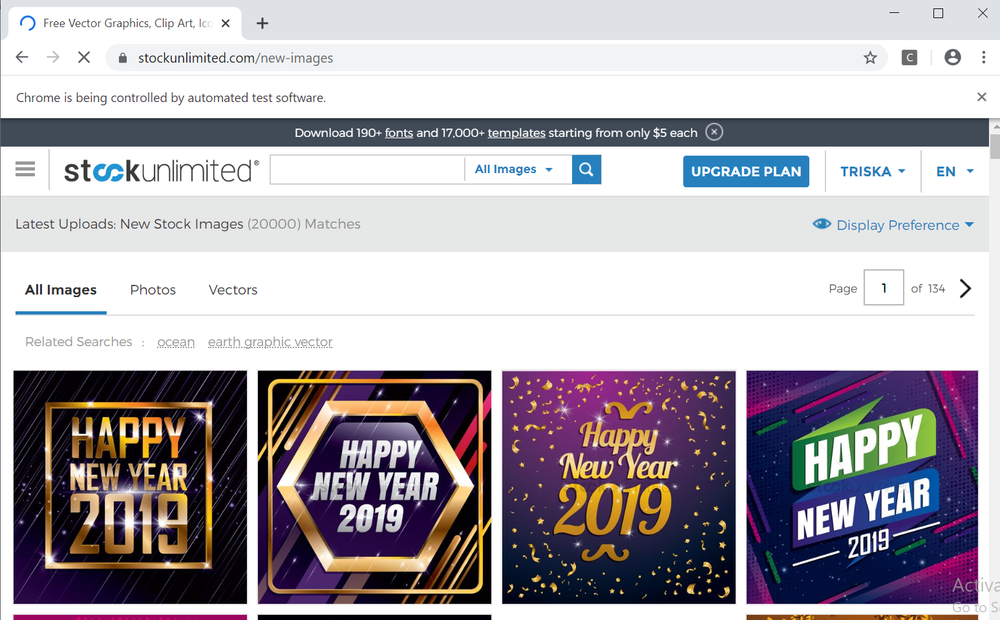 Free Vector Graphics, Clip Art, Ico
stockunlimited.com/new-images
C
Chrome is being controlled by automated test software.
Download 190+ fonts and 17,000+ templates starting from only $5 each
stockunlimited®
All Images
UPGRADE PLAN
TRISKA
EN
Latest Uploads: New Stock Images (20000) Matches
Display Preference
All Images
Photos
Vectors
Page 1 of 134
Related Searches : ocean earth graphic vector
HAPPY
NEW YEAR
2019
HAPPY
NEW YEAR
2019
Happy
New Year
2019
HAPPY
NEW YEAR
2019
Activa
Go to S